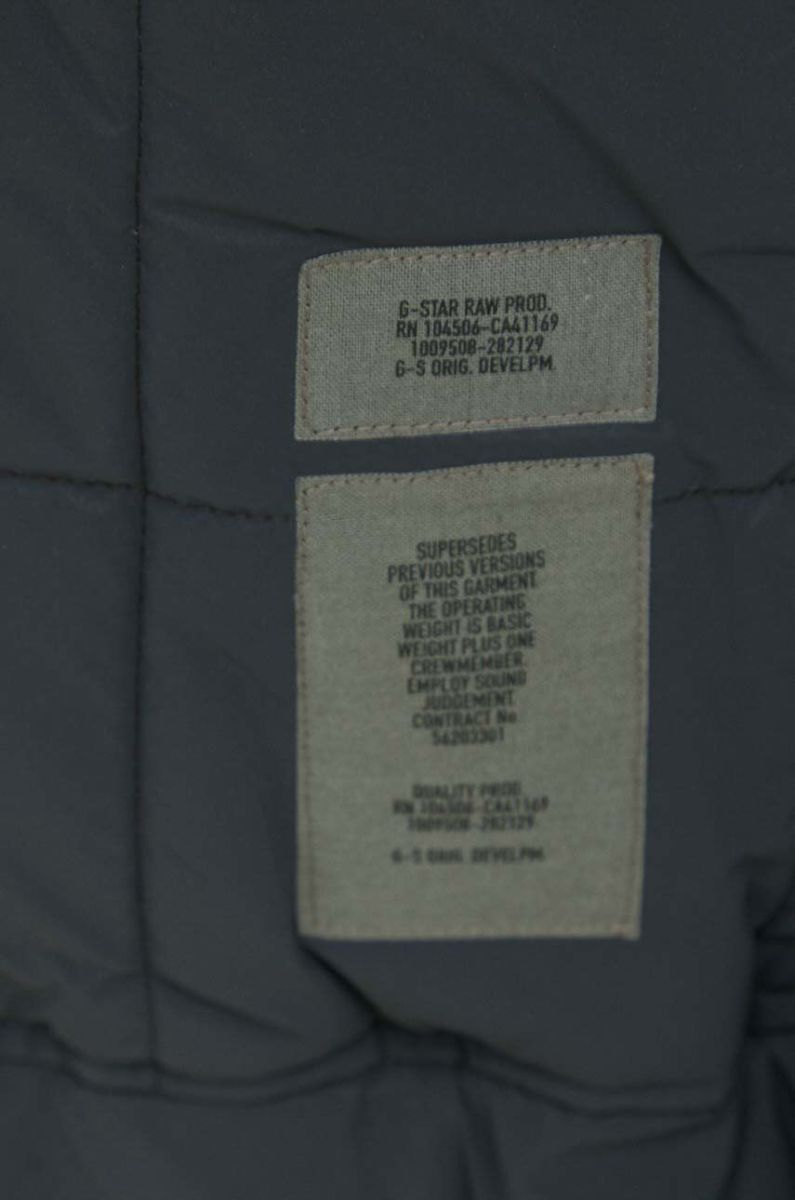 G-STAR RAW PROD.
RN 104506-CA41169
1009508-282129
G-S ORIG. DEVELPM.
SUPERSEDES
PREVIOUS VERSIONS
OF THIS GARMENT
THE OPERATING
WEIGHT IS BASIC
WEIGHT PLUS ONE
CREWMEMBER.
EMPLOY SOUND
JUDGEMENT.
CONTRACT No
56203301
QUALITY PROD.
RN 104506-CA41169
1009508-282129
G-S ORIG. DEVELPM.